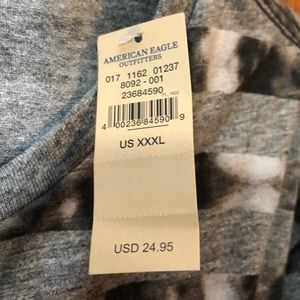 AMERICAN EAGLE
OUTFITTERS
017 1162 01237
8092 - 001
23684590
4 00236 84590 9
US XXXL
USD 24.95